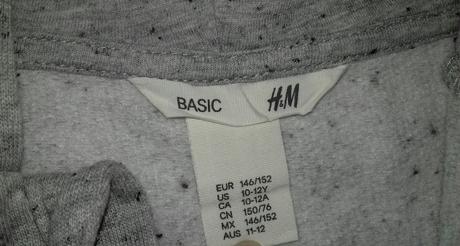 BASIC
H&M
EUR 146/152
US 10-12Y
CA 10-12A
CN 150/76
MX 146/152
AUS 11-12